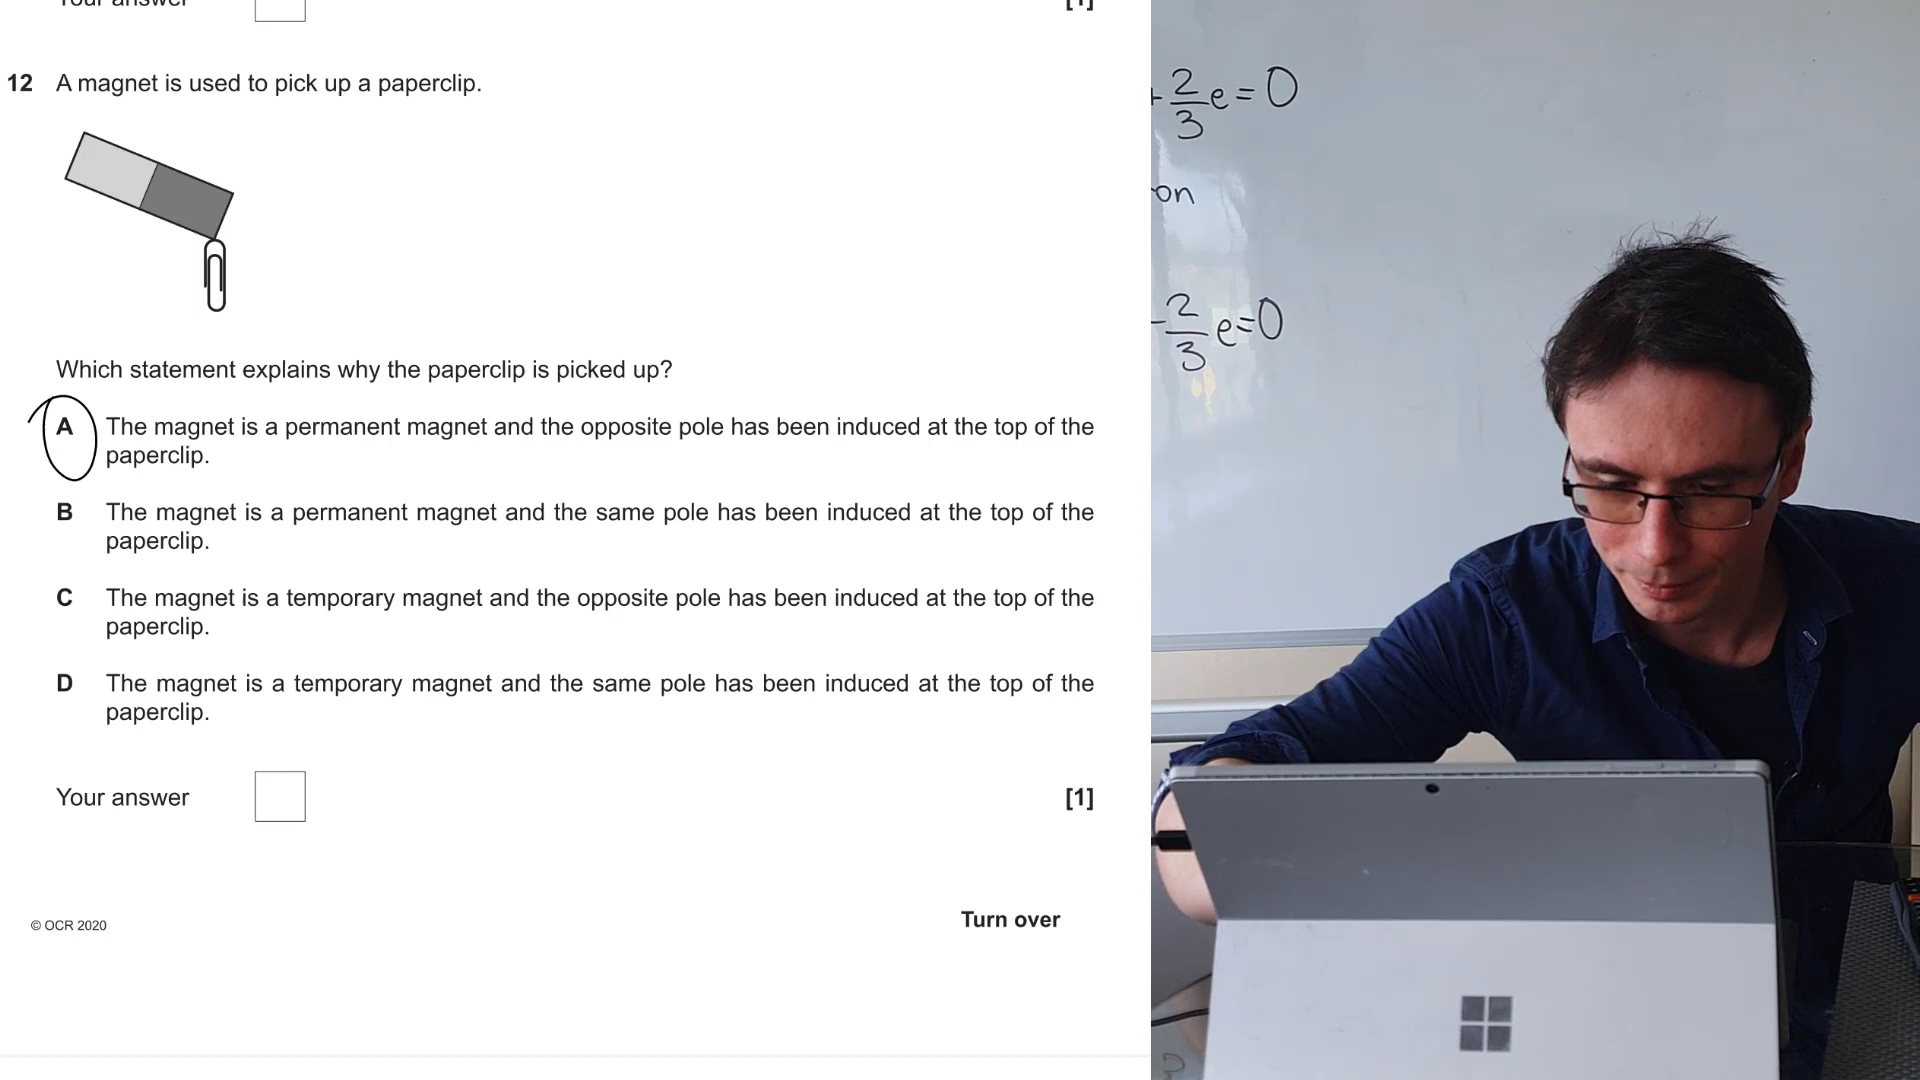 Your answer [1]
12 A magnet is used to pick up a paperclip.
Which statement explains why the paperclip is picked up?
A The magnet is a permanent magnet and the opposite pole has been induced at the top of the
paperclip.
B The magnet is a permanent magnet and the same pole has been induced at the top of the
paperclip.
C The magnet is a temporary magnet and the opposite pole has been induced at the top of the
paperclip.
D The magnet is a temporary magnet and the same pole has been induced at the top of the
paperclip.
Your answer [1]
© OCR 2020 Turn over
+2/3 e = 0
on
-2/3 e = 0